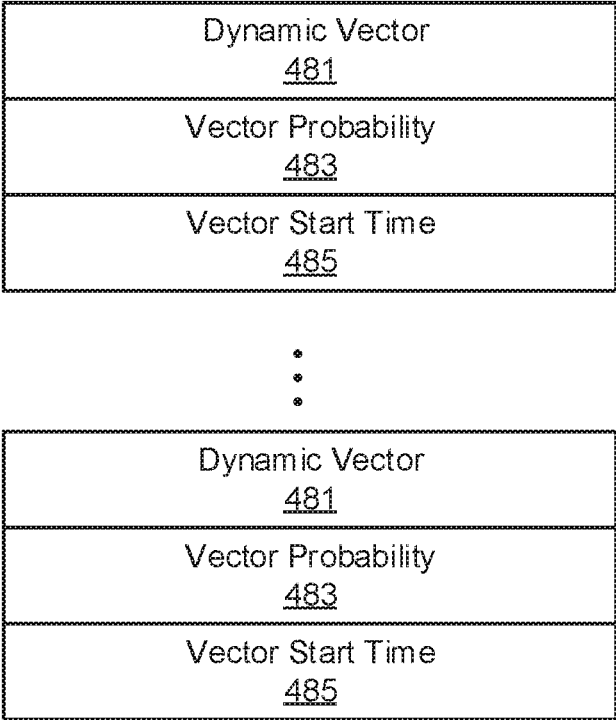 Dynamic Vector
481
Vector Probability
483
Vector Start Time
485
Dynamic Vector
481
Vector Probability
483
Vector Start Time
485